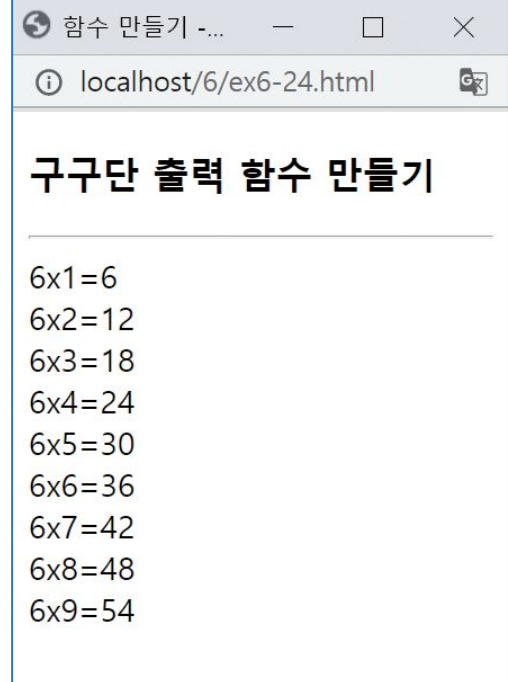 함수 만들기 -...
localhost/6/ex6-24.html
구구단 출력 함수 만들기
6x1=6
6x2=12
6x3=18
6x4=24
6x5=30
6x6=36
6x7=42
6x8=48
6x9=54